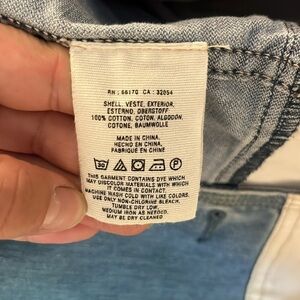 RN : 66170 CA : 32054
SHELL, VESTE, EXTERIOR,
ESTERNO, OBERSTOFF
100% COTTON, COTON, ALGODON,
COTONE, BAUMWOLLE
MADE IN CHINA.
HECHO EN CHINA.
FABRIQUÉ EN CHINE
30
THIS GARMENT CONTAINS DYE WHICH
MAY DISCOLOR MATERIALS WITH WHICH
IT COMES IN CONTACT.
MACHINE WASH COLD WITH LIKE COLORS.
USE ONLY NON-CHLORINE BLEACH.
TUMBLE DRY LOW.
MEDIUM IRON AS NEEDED.
MAY BE DRY CLEANED